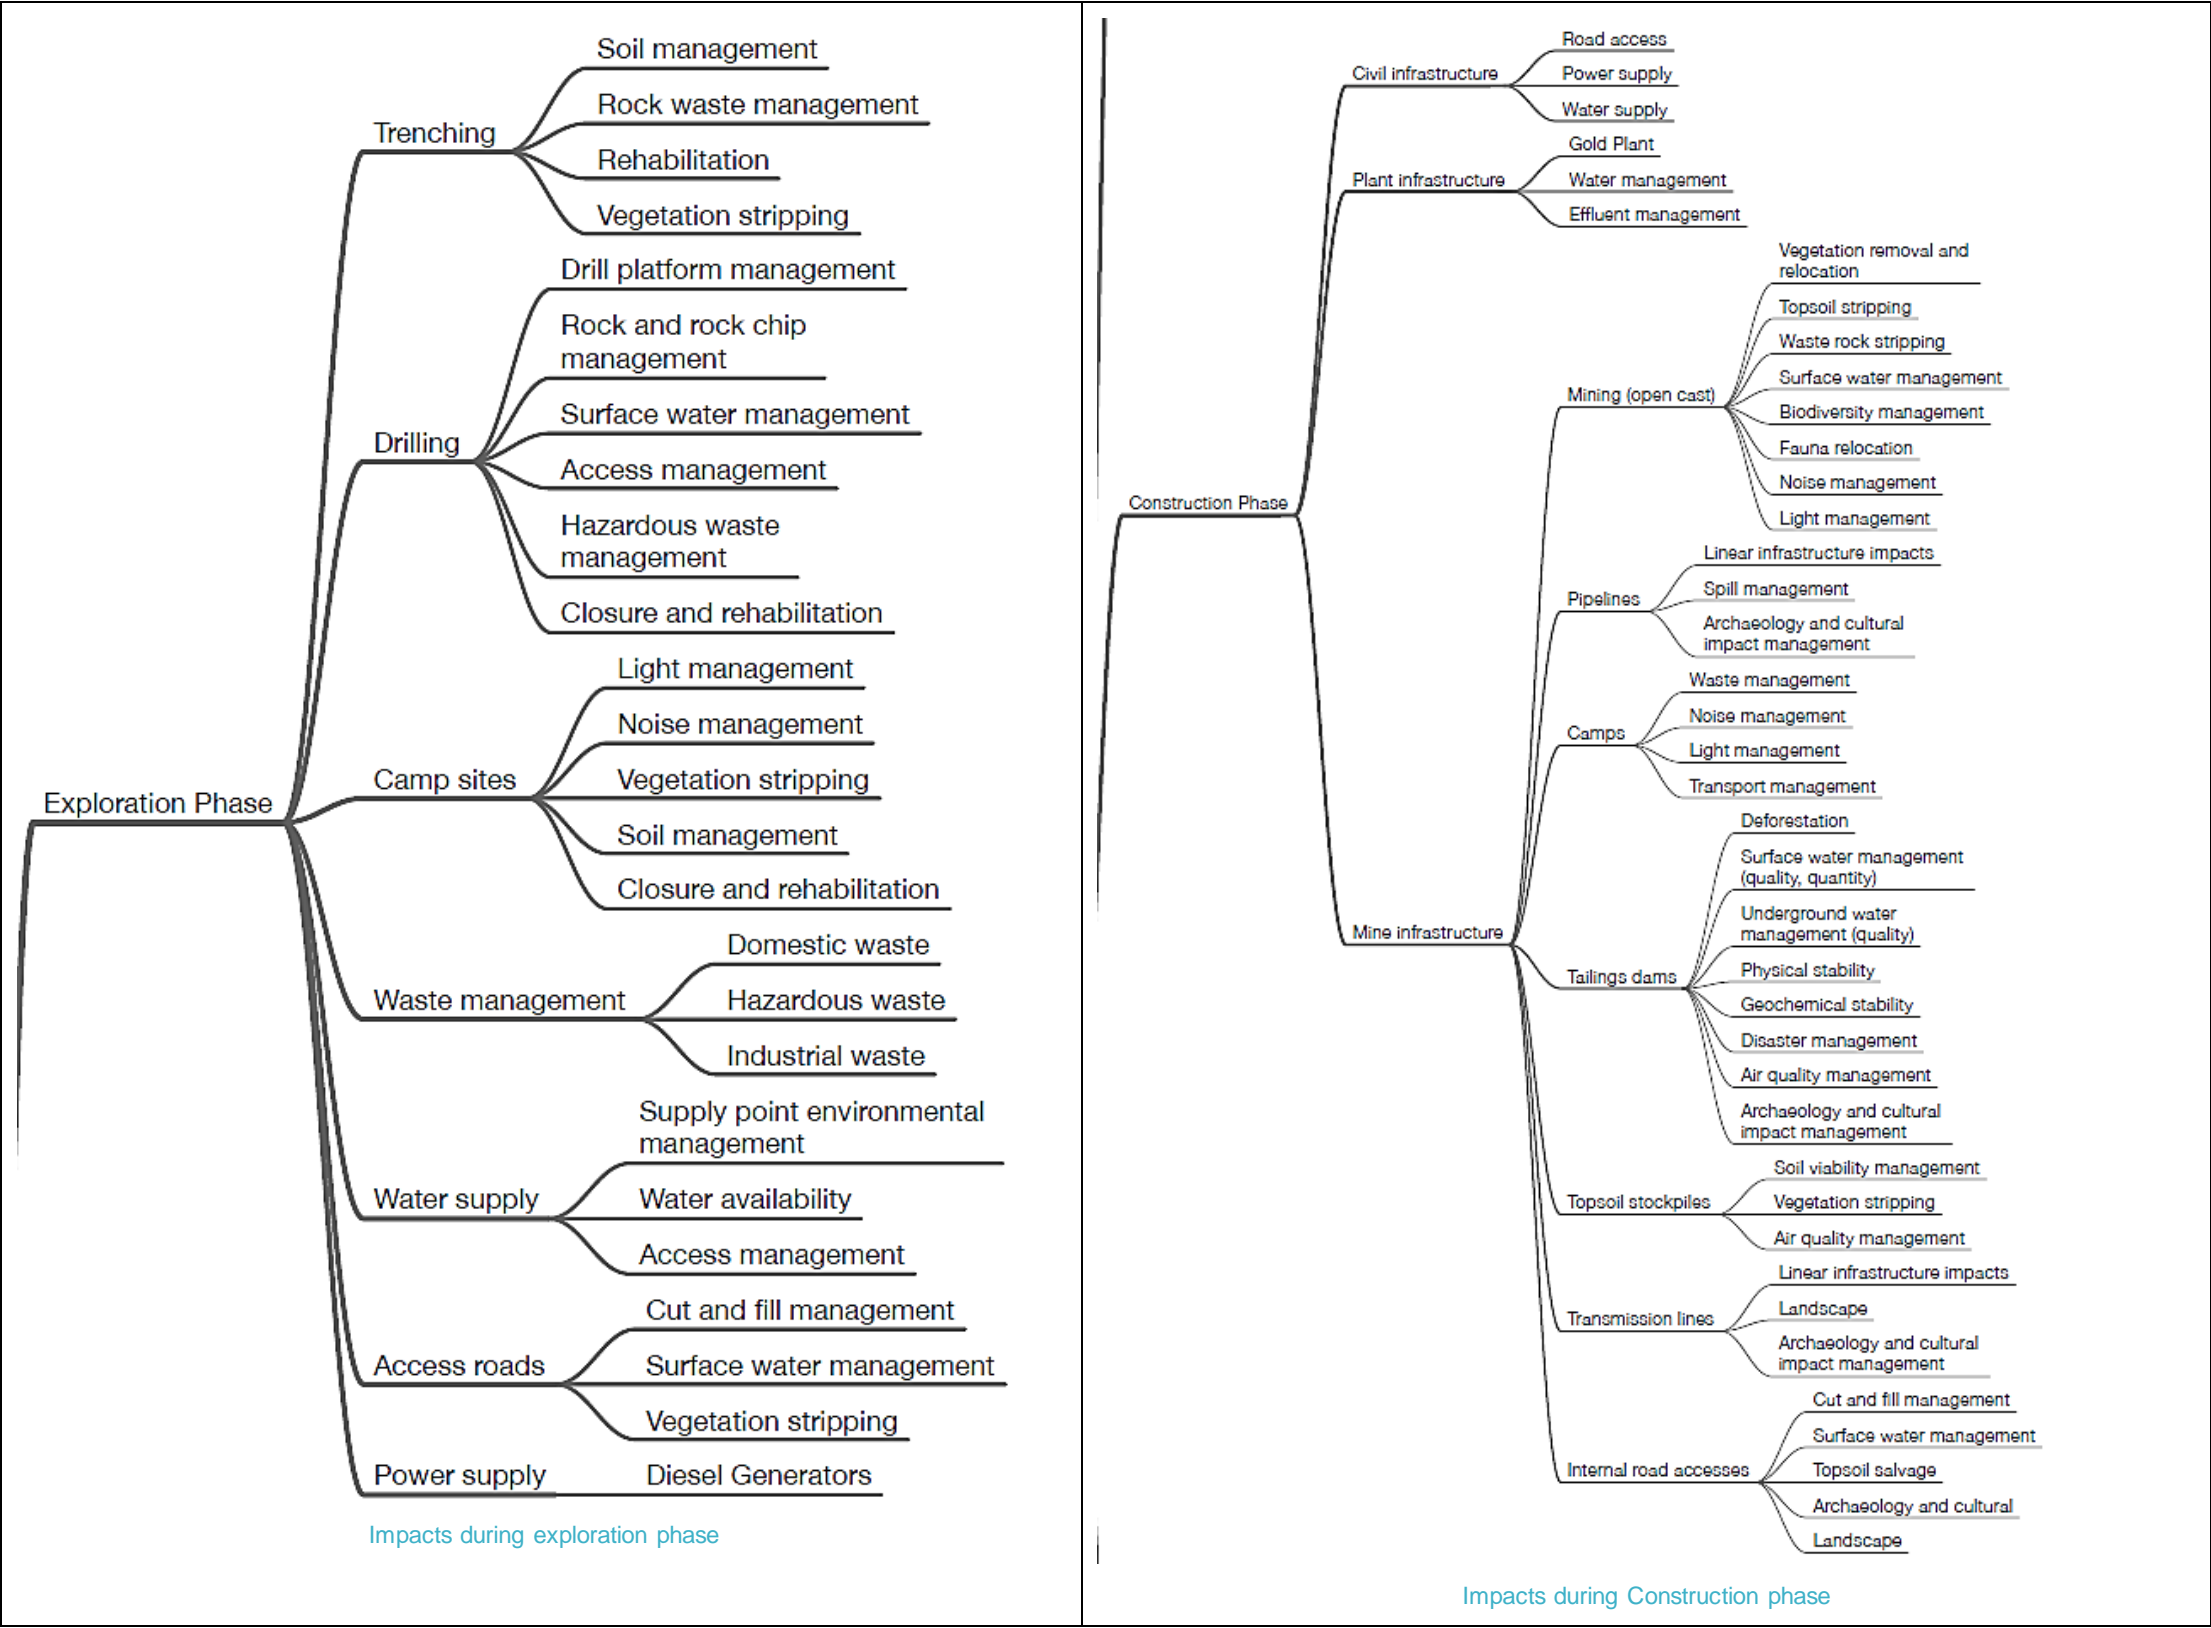 Exploration Phase
Trenching
Soil management
Rock waste management
Rehabilitation
Vegetation stripping
Drilling
Drill platform management
Rock and rock chip
management
Surface water management
Access management
Hazardous waste
management
Closure and rehabilitation
Camp sites
Light management
Noise management
Vegetation stripping
Soil management
Closure and rehabilitation
Waste management
Domestic waste
Hazardous waste
Industrial waste
Water supply
Supply point environmental
management
Water availability
Access management
Access roads
Cut and fill management
Surface water management
Vegetation stripping
Power supply
Diesel Generators
Impacts during exploration phase
Construction Phase
Civil infrastructure
Road access
Power supply
Water supply
Plant infrastructure
Gold Plant
Water management
Effluent management
Mine infrastructure
Mining (open cast)
Vegetation removal and
relocation
Topsoil stripping
Waste rock stripping
Surface water management
Biodiversity management
Fauna relocation
Noise management
Light management
Pipelines
Linear infrastructure impacts
Spill management
Archaeology and cultural
impact management
Camps
Waste management
Noise management
Light management
Transport management
Tailings dams
Deforestation
Surface water management
(quality, quantity)
Underground water
management (quality)
Physical stability
Geochemical stability
Disaster management
Air quality management
Archaeology and cultural
impact management
Topsoil stockpiles
Soil viability management
Vegetation stripping
Air quality management
Transmission lines
Linear infrastructure impacts
Landscape
Archaeology and cultural
impact management
Internal road accesses
Cut and fill management
Surface water management
Topsoil salvage
Archaeology and cultural
Landscape
Impacts during Construction phase